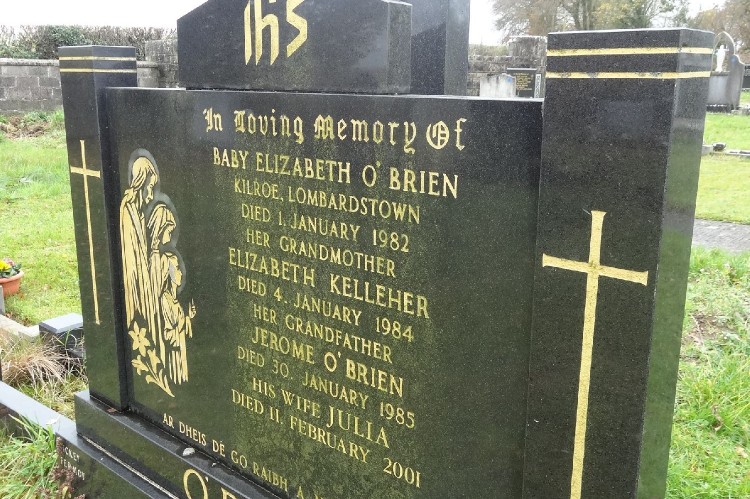 ihs
In Loving Memory Of
BABY ELIZABETH O'BRIEN
KILROE, LOMBARDSTOWN
DIED 1. JANUARY 1982
HER GRANDMOTHER
ELIZABETH KELLEHER
DIED 4. JANUARY 1984
HER GRANDFATHER
JEROME O'BRIEN
DIED 30. JANUARY 1985
HIS WIFE JULIA
DIED 11. FEBRUARY 2001
AR DHEIS DÉ GO RAIBH A